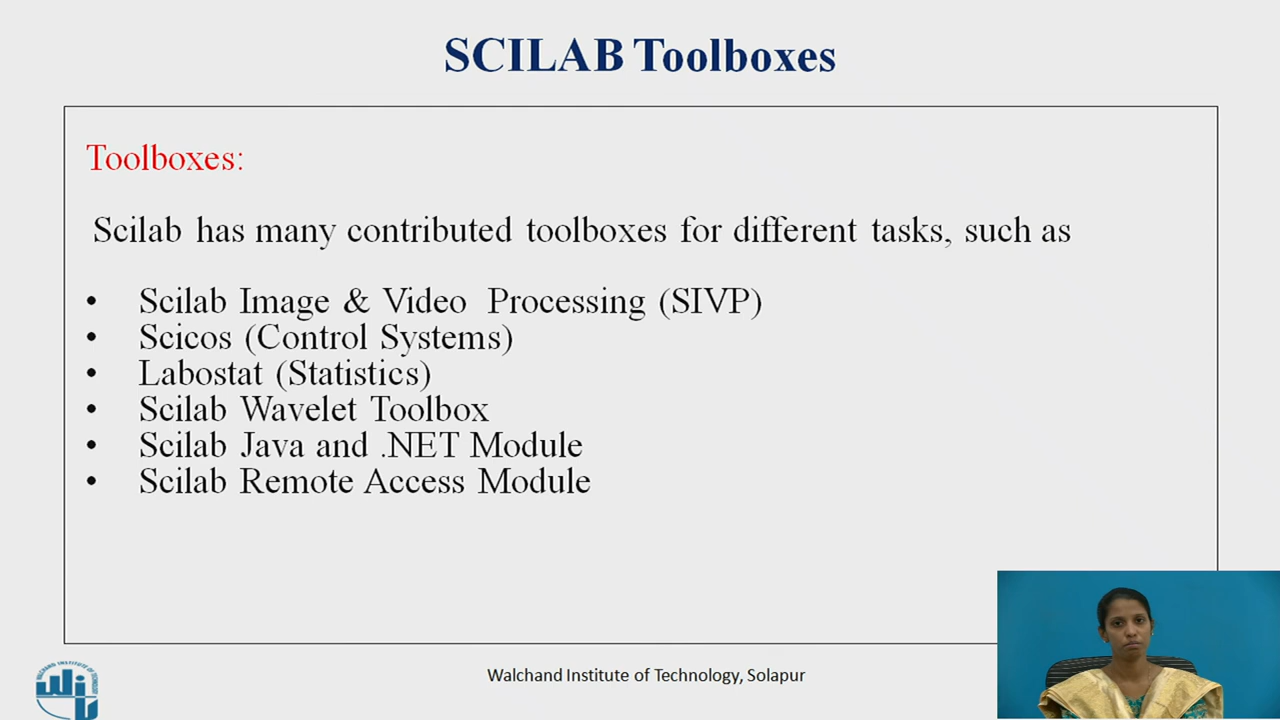 SCILAB Toolboxes
Toolboxes:
Scilab has many contributed toolboxes for different tasks, such as
• Scilab Image & Video Processing (SIVP)
• Scicos (Control Systems)
• Labostat (Statistics)
• Scilab Wavelet Toolbox
• Scilab Java and .NET Module
• Scilab Remote Access Module
Walchand Institute of Technology, Solapur